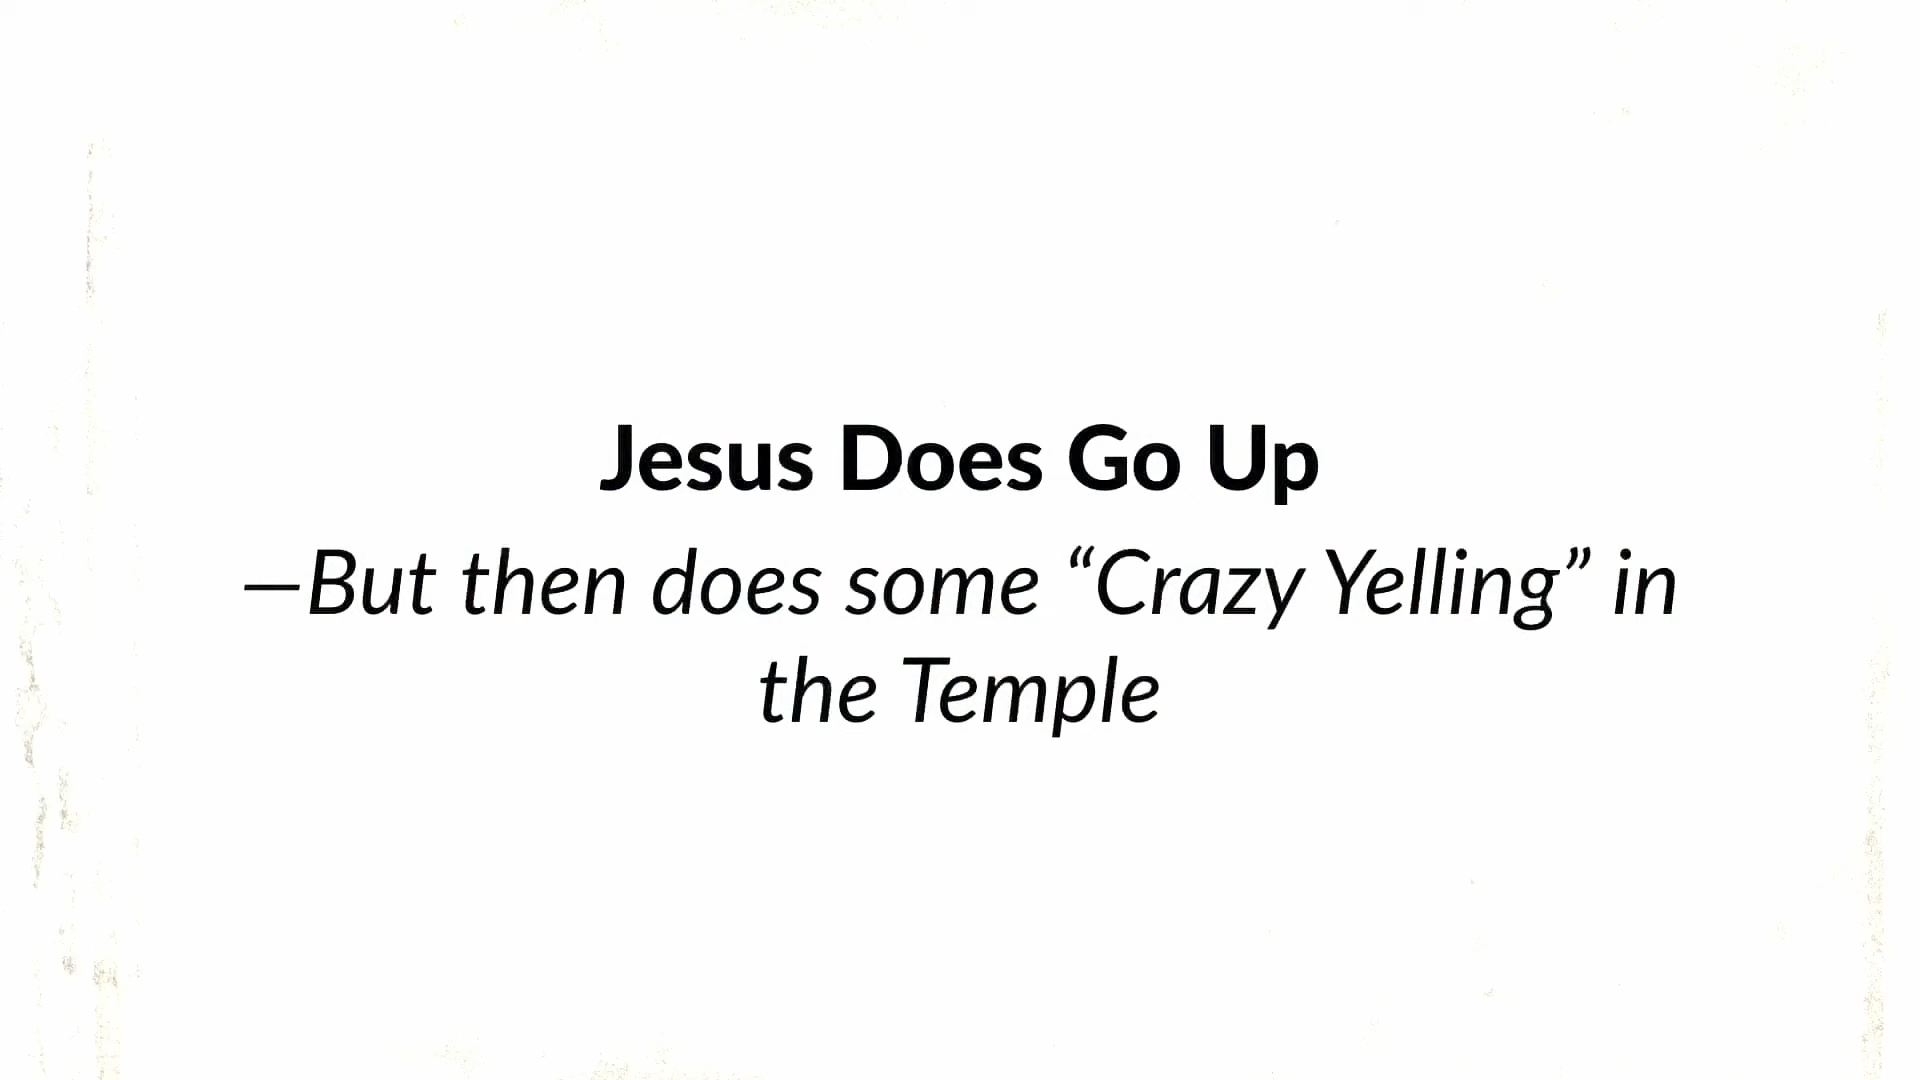 Jesus Does Go Up
—But then does some “Crazy Yelling” in
the Temple